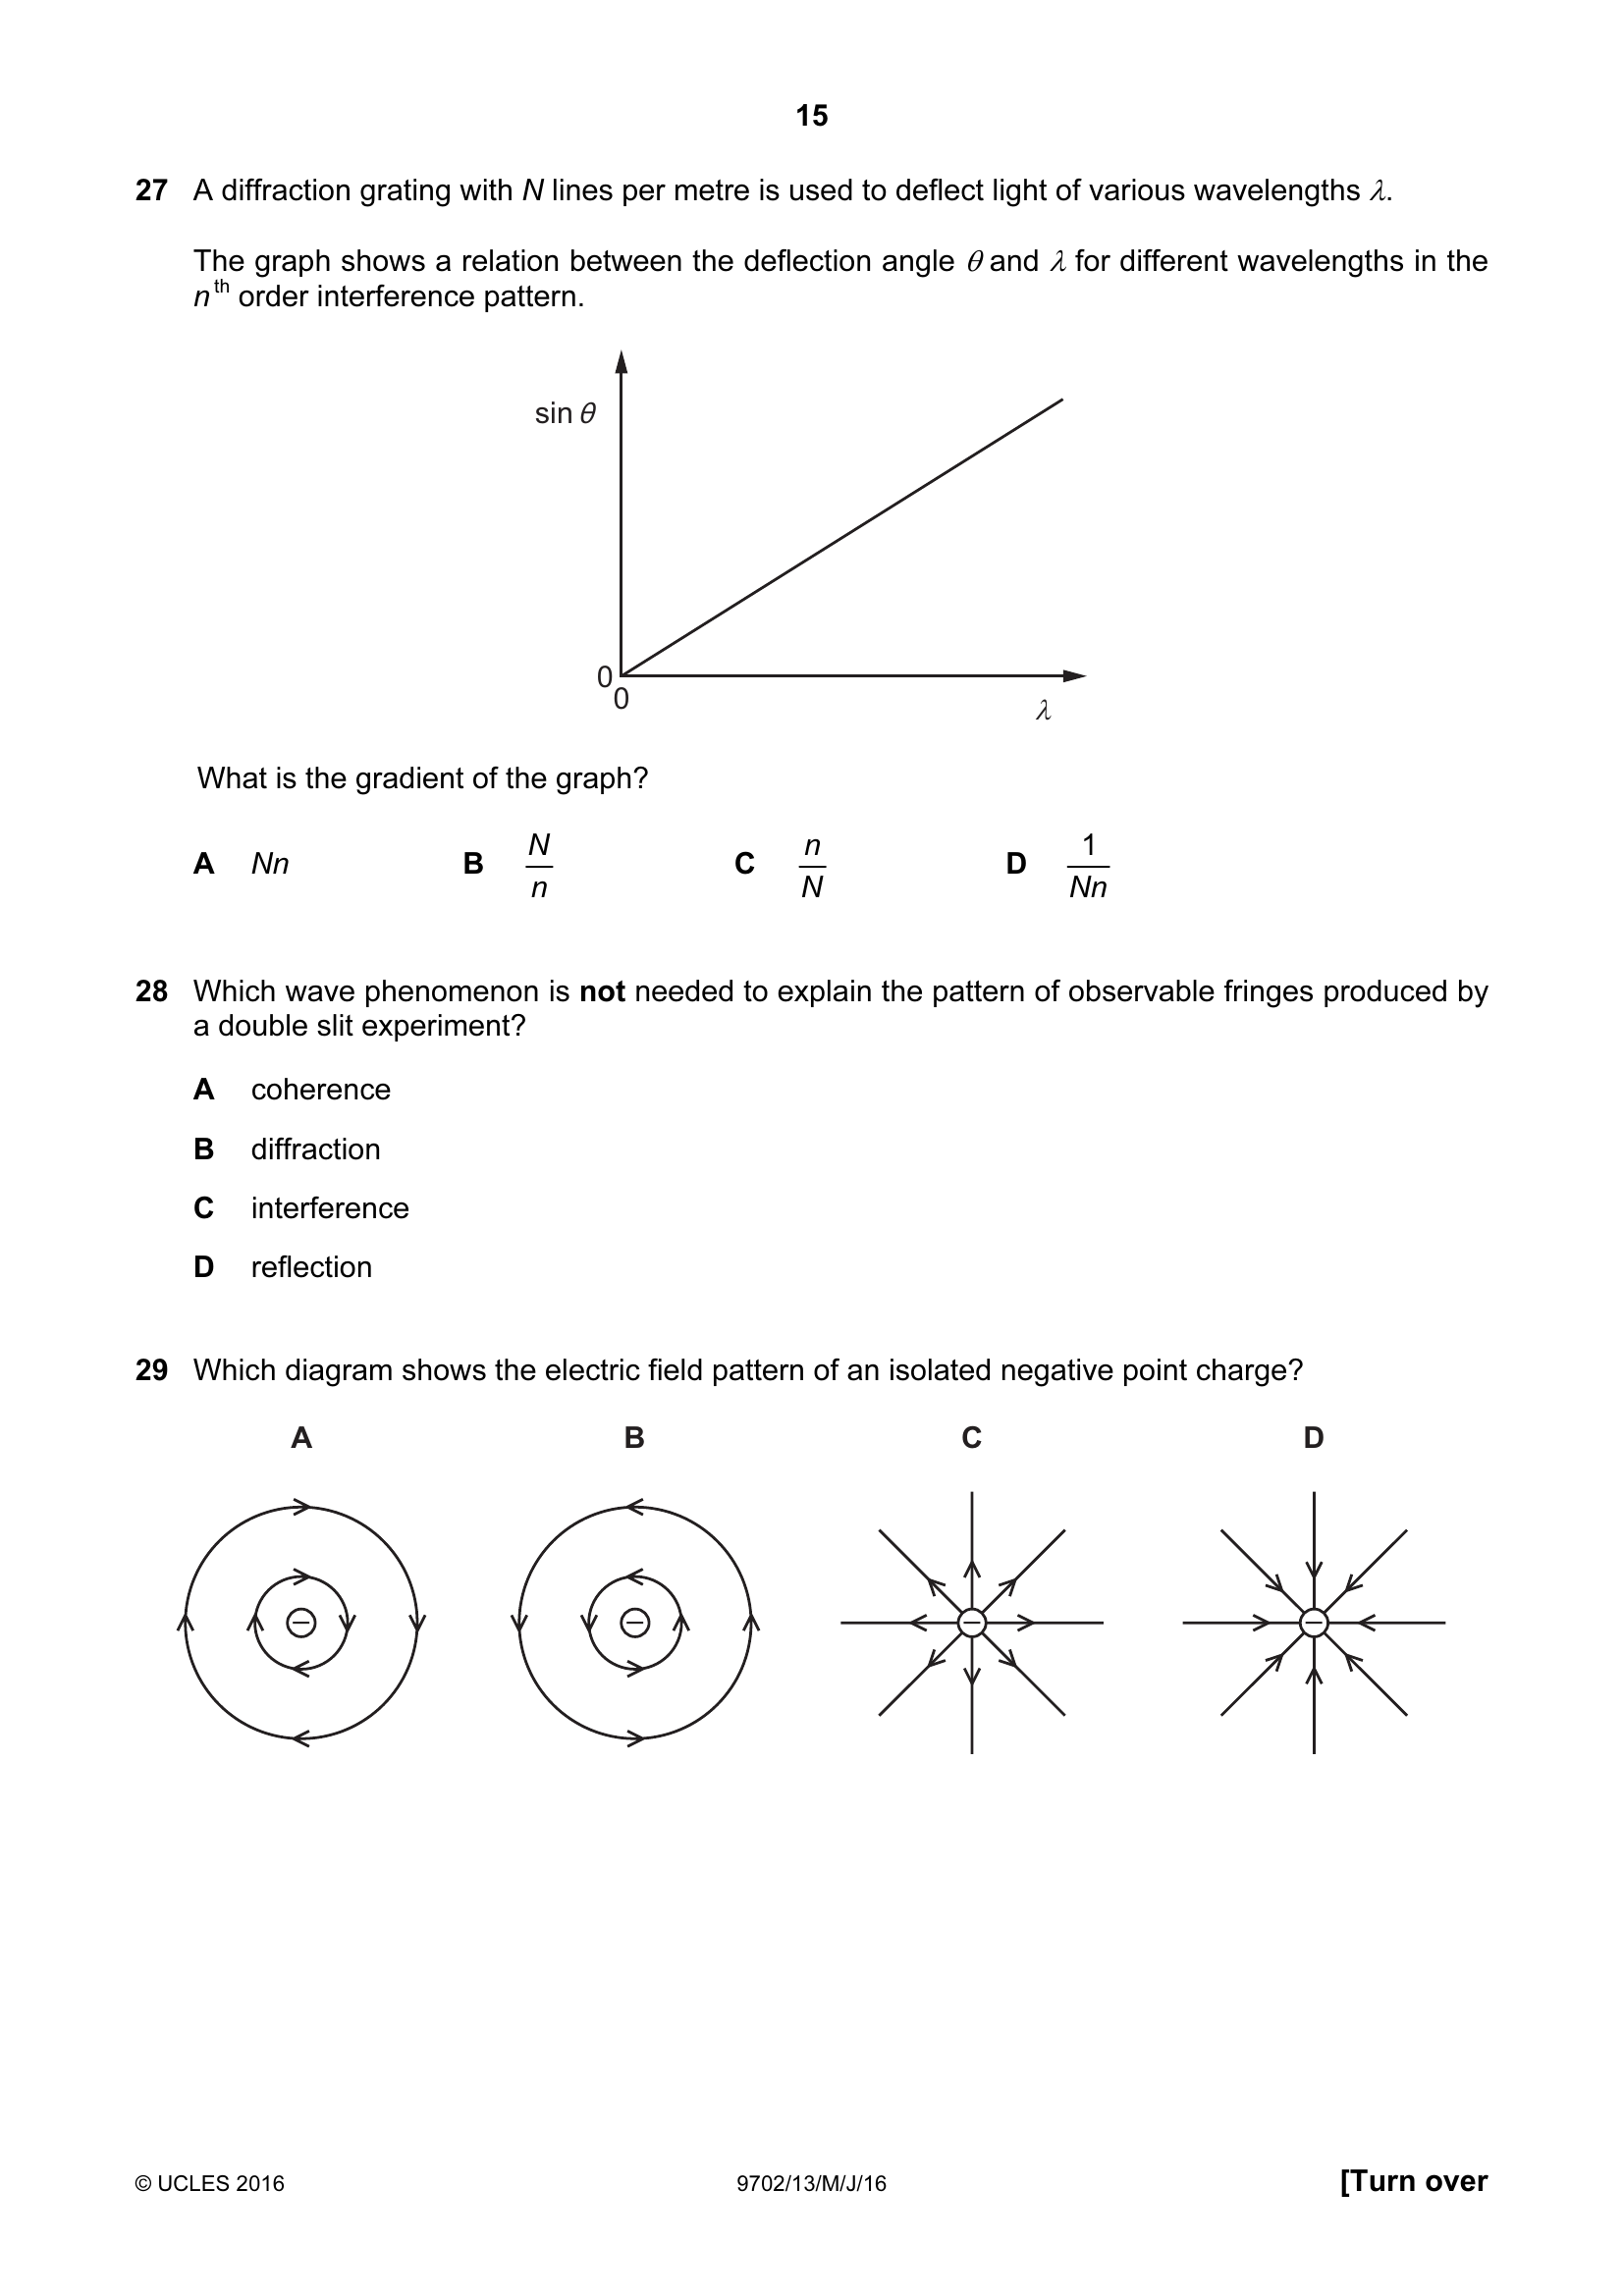 15
27 A diffraction grating with N lines per metre is used to deflect light of various wavelengths λ.
The graph shows a relation between the deflection angle θ and λ for different wavelengths in the
nth order interference pattern.
sin θ
0
0
λ
What is the gradient of the graph?
A Nn B N/n C n/N D 1/Nn
28 Which wave phenomenon is not needed to explain the pattern of observable fringes produced by
a double slit experiment?
A coherence
B diffraction
C interference
D reflection
29 Which diagram shows the electric field pattern of an isolated negative point charge?
A B C D
– – – –
© UCLES 2016 9702/13/M/J/16 [Turn over